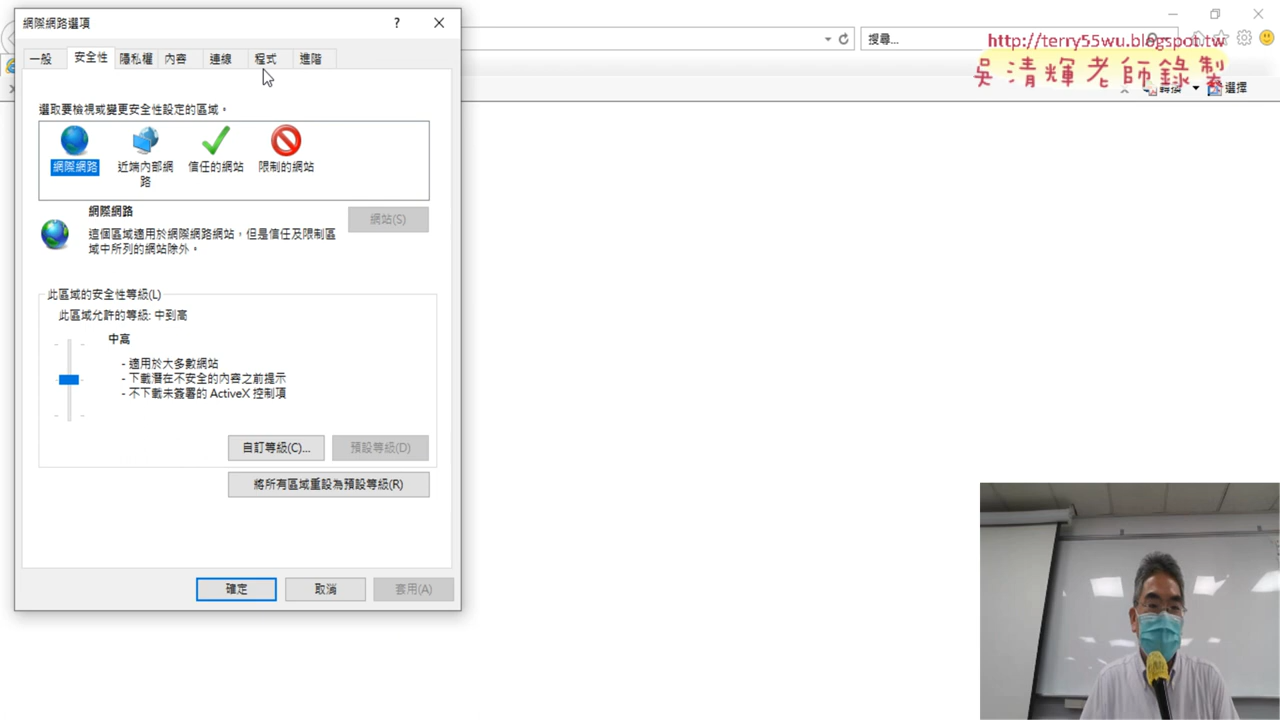 網際網路選項
?
搜尋...
http://terry55wu.blogspot.tw
吳清輝老師錄製
選擇
一般 安全性 隱私權 內容 連線 程式 進階
選取要檢視或變更安全性設定的區域。
網際網路
近端內部網路
信任的網站
限制的網站
網際網路
這個區域適用於網際網路網站，但是信任及限制區
域中所列的網站除外。
網站(S)
此區域的安全性等級(L)
此區域允許的等級: 中到高
中高
- 適用於大多數網站
- 下載潛在不安全的內容之前提示
- 不下載未簽署的 ActiveX 控制項
自訂等級(C)... 預設等級(D)
將所有區域重設為預設等級(R)
確定 取消 套用(A)